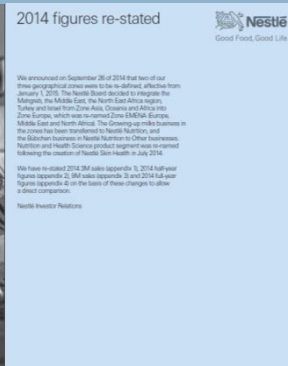 2014 figures re-stated
Nestlé
Good Food, Good Life
We announced on September 26 of 2014 that two of our
three geographical zones were to be re-defined, effective from
January 1, 2015. The Nestlé Board decided to integrate the
Maghreb, the Middle East, the North East Africa region,
Turkey and Israel from Zone Asia, Oceania and Africa into
Zone Europe, which was re-named Zone EMENA (Europe,
Middle East and North Africa). The Growing-up milks business in
the zones has been transferred to Nestlé Nutrition, and
the Bübchen business in Nestlé Nutrition to Other businesses.
Nutrition and Health Science product segment was re-named
following the creation of Nestlé Skin Health in July 2014.
We have re-stated 2014 3M sales (appendix 1), 2014 half-year
figures (appendix 2), 9M sales (appendix 3) and 2014 full-year
figures (appendix 4) on the basis of these changes to allow
a direct comparison.
Nestlé Investor Relations